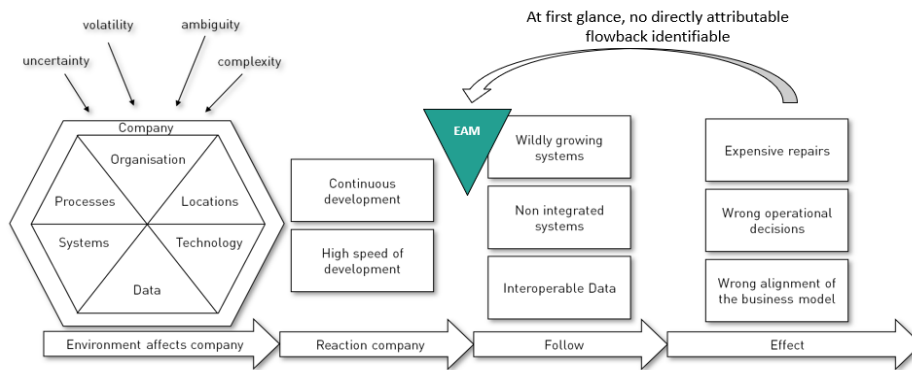 At first glance, no directly attributable
flowback identifiable
volatility
ambiguity
uncertainty
complexity
Company
Organisation
Processes
Locations
Systems
Technology
Data
Continuous
development
High speed of
development
EAM
Wildly growing
systems
Non integrated
systems
Interoperable Data
Expensive repairs
Wrong operational
decisions
Wrong alignment of
the business model
Environment affects company
Reaction company
Follow
Effect